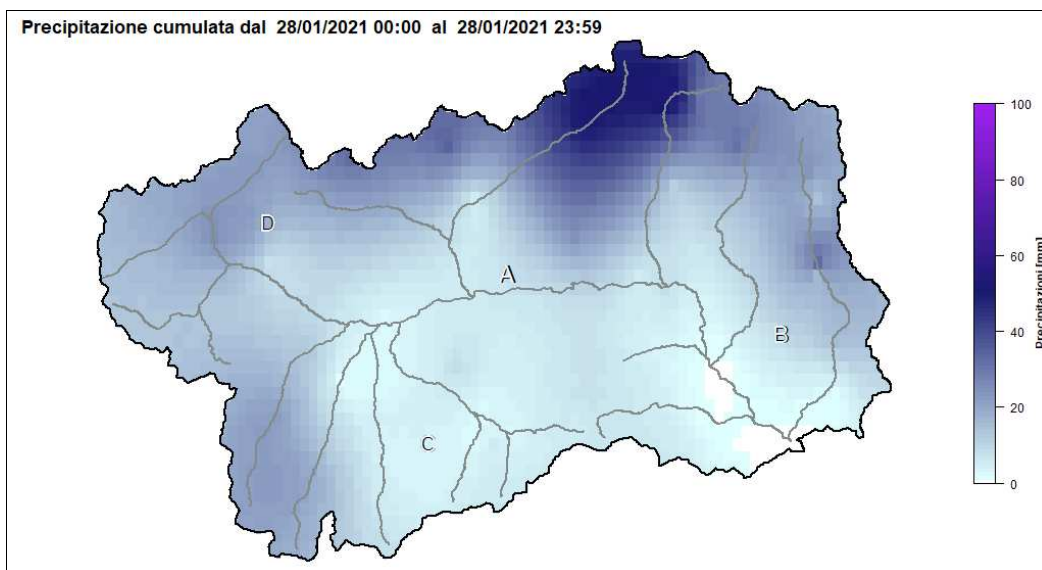 Precipitazione cumulata dal 28/01/2021 00:00 al 28/01/2021 23:59
D
A
B
C
100
80
60
40
20
0
Precipitazioni [mm]